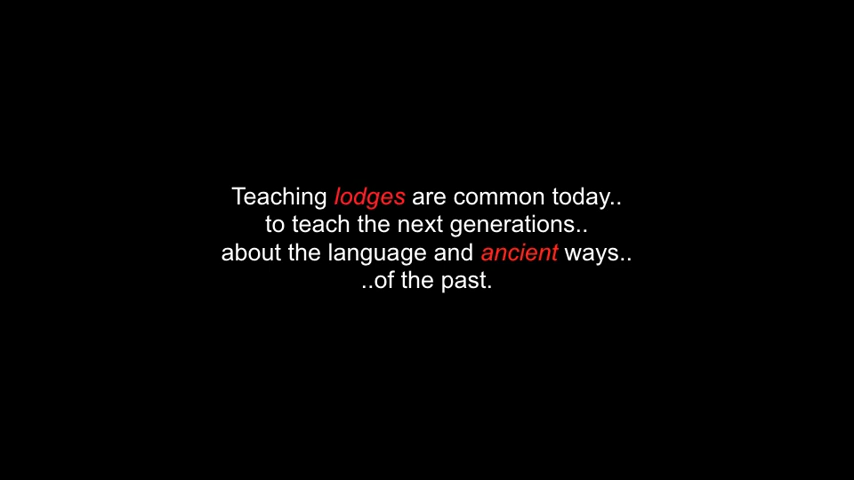 Teaching lodges are common today..
to teach the next generations..
about the language and ancient ways..
..of the past.